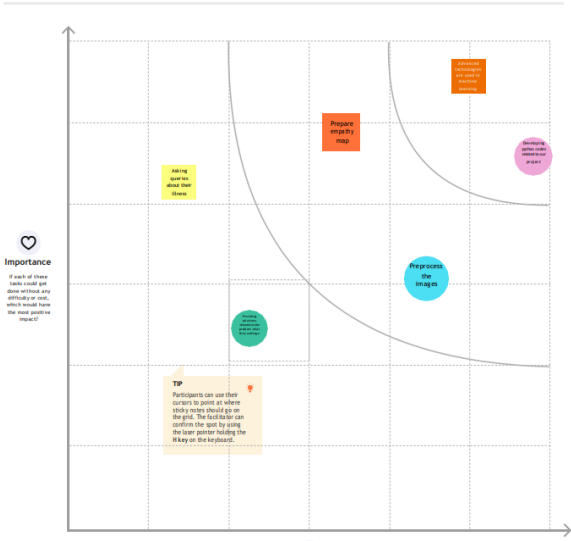 Advanced
technologies
are used in
machine
learning
Prepare
empathy
map
Developing
python codes
related to our
project
Asking
queries
about their
illness
Importance
If each of these
tasks could get
done without any
difficulty or cost,
which would have
the most positive
impact?
Preprocess
the
images
TIP
Participants can use their
cursors to point at where
sticky notes should go on
the grid. The facilitator can
confirm the spot by using
the laser pointer holding the
H key on the keyboard.